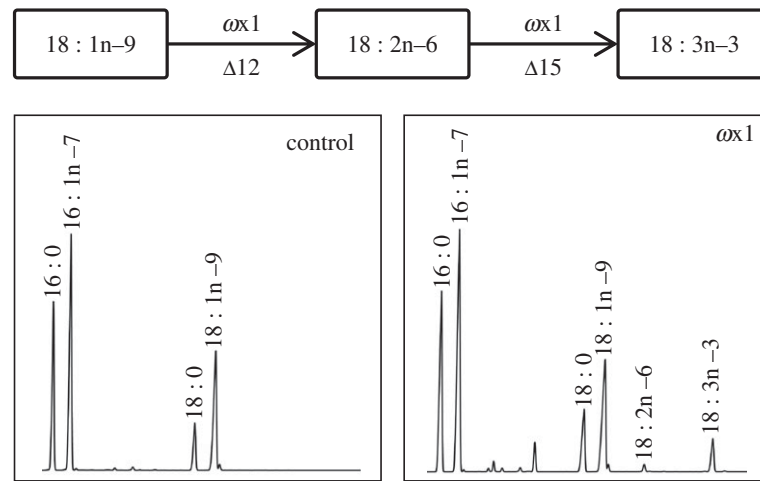 18 : 1n–9
ωx1
Δ12
18 : 2n–6
ωx1
Δ15
18 : 3n–3
control
16 : 0
16 : 1n –7
18 : 0
18 : 1n –9
ωx1
16 : 0
16 : 1n –7
18 : 0
18 : 1n –9
18 : 2n –6
18 : 3n –3